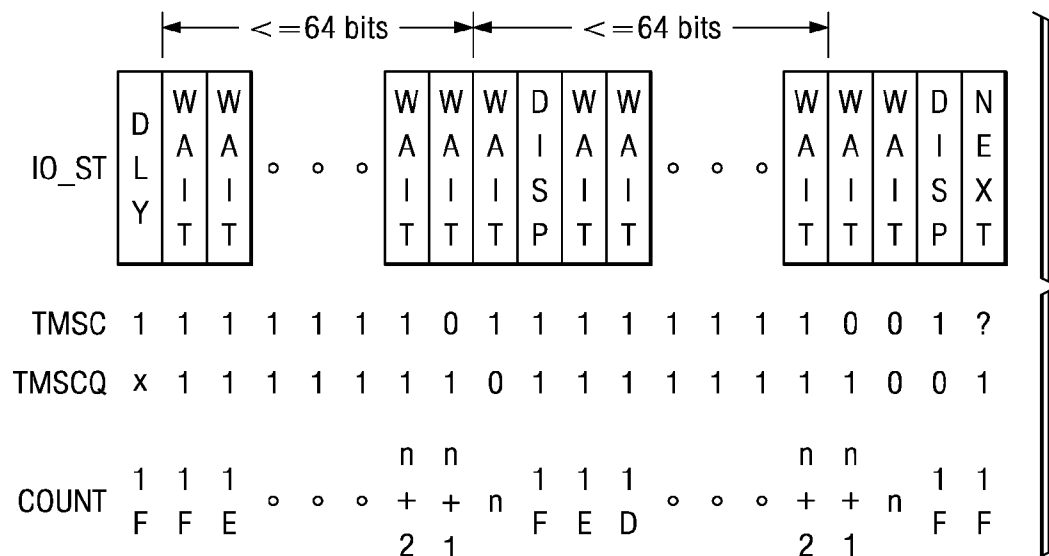 <=64 bits <=64 bits
IO_ST DLY WAIT WAIT ∘ ∘ ∘ WAIT WAIT WAIT DISP WAIT WAIT ∘ ∘ ∘ WAIT WAIT WAIT DISP NEXT
TMSC 1 1 1 1 1 1 1 0 1 1 1 1 1 1 1 1 0 0 1 ?
TMSCQ x 1 1 1 1 1 1 1 0 1 1 1 1 1 1 1 1 0 0 1
COUNT 1F 1F 1E ∘ ∘ ∘ n+2 n+1 n 1F 1E 1D ∘ ∘ ∘ n+2 n+1 n 1F 1F